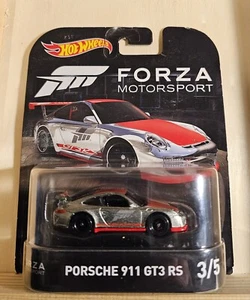 Hot Wheels
FORZA
MOTORSPORT
PORSCHE 911 GT3 RS
3/5